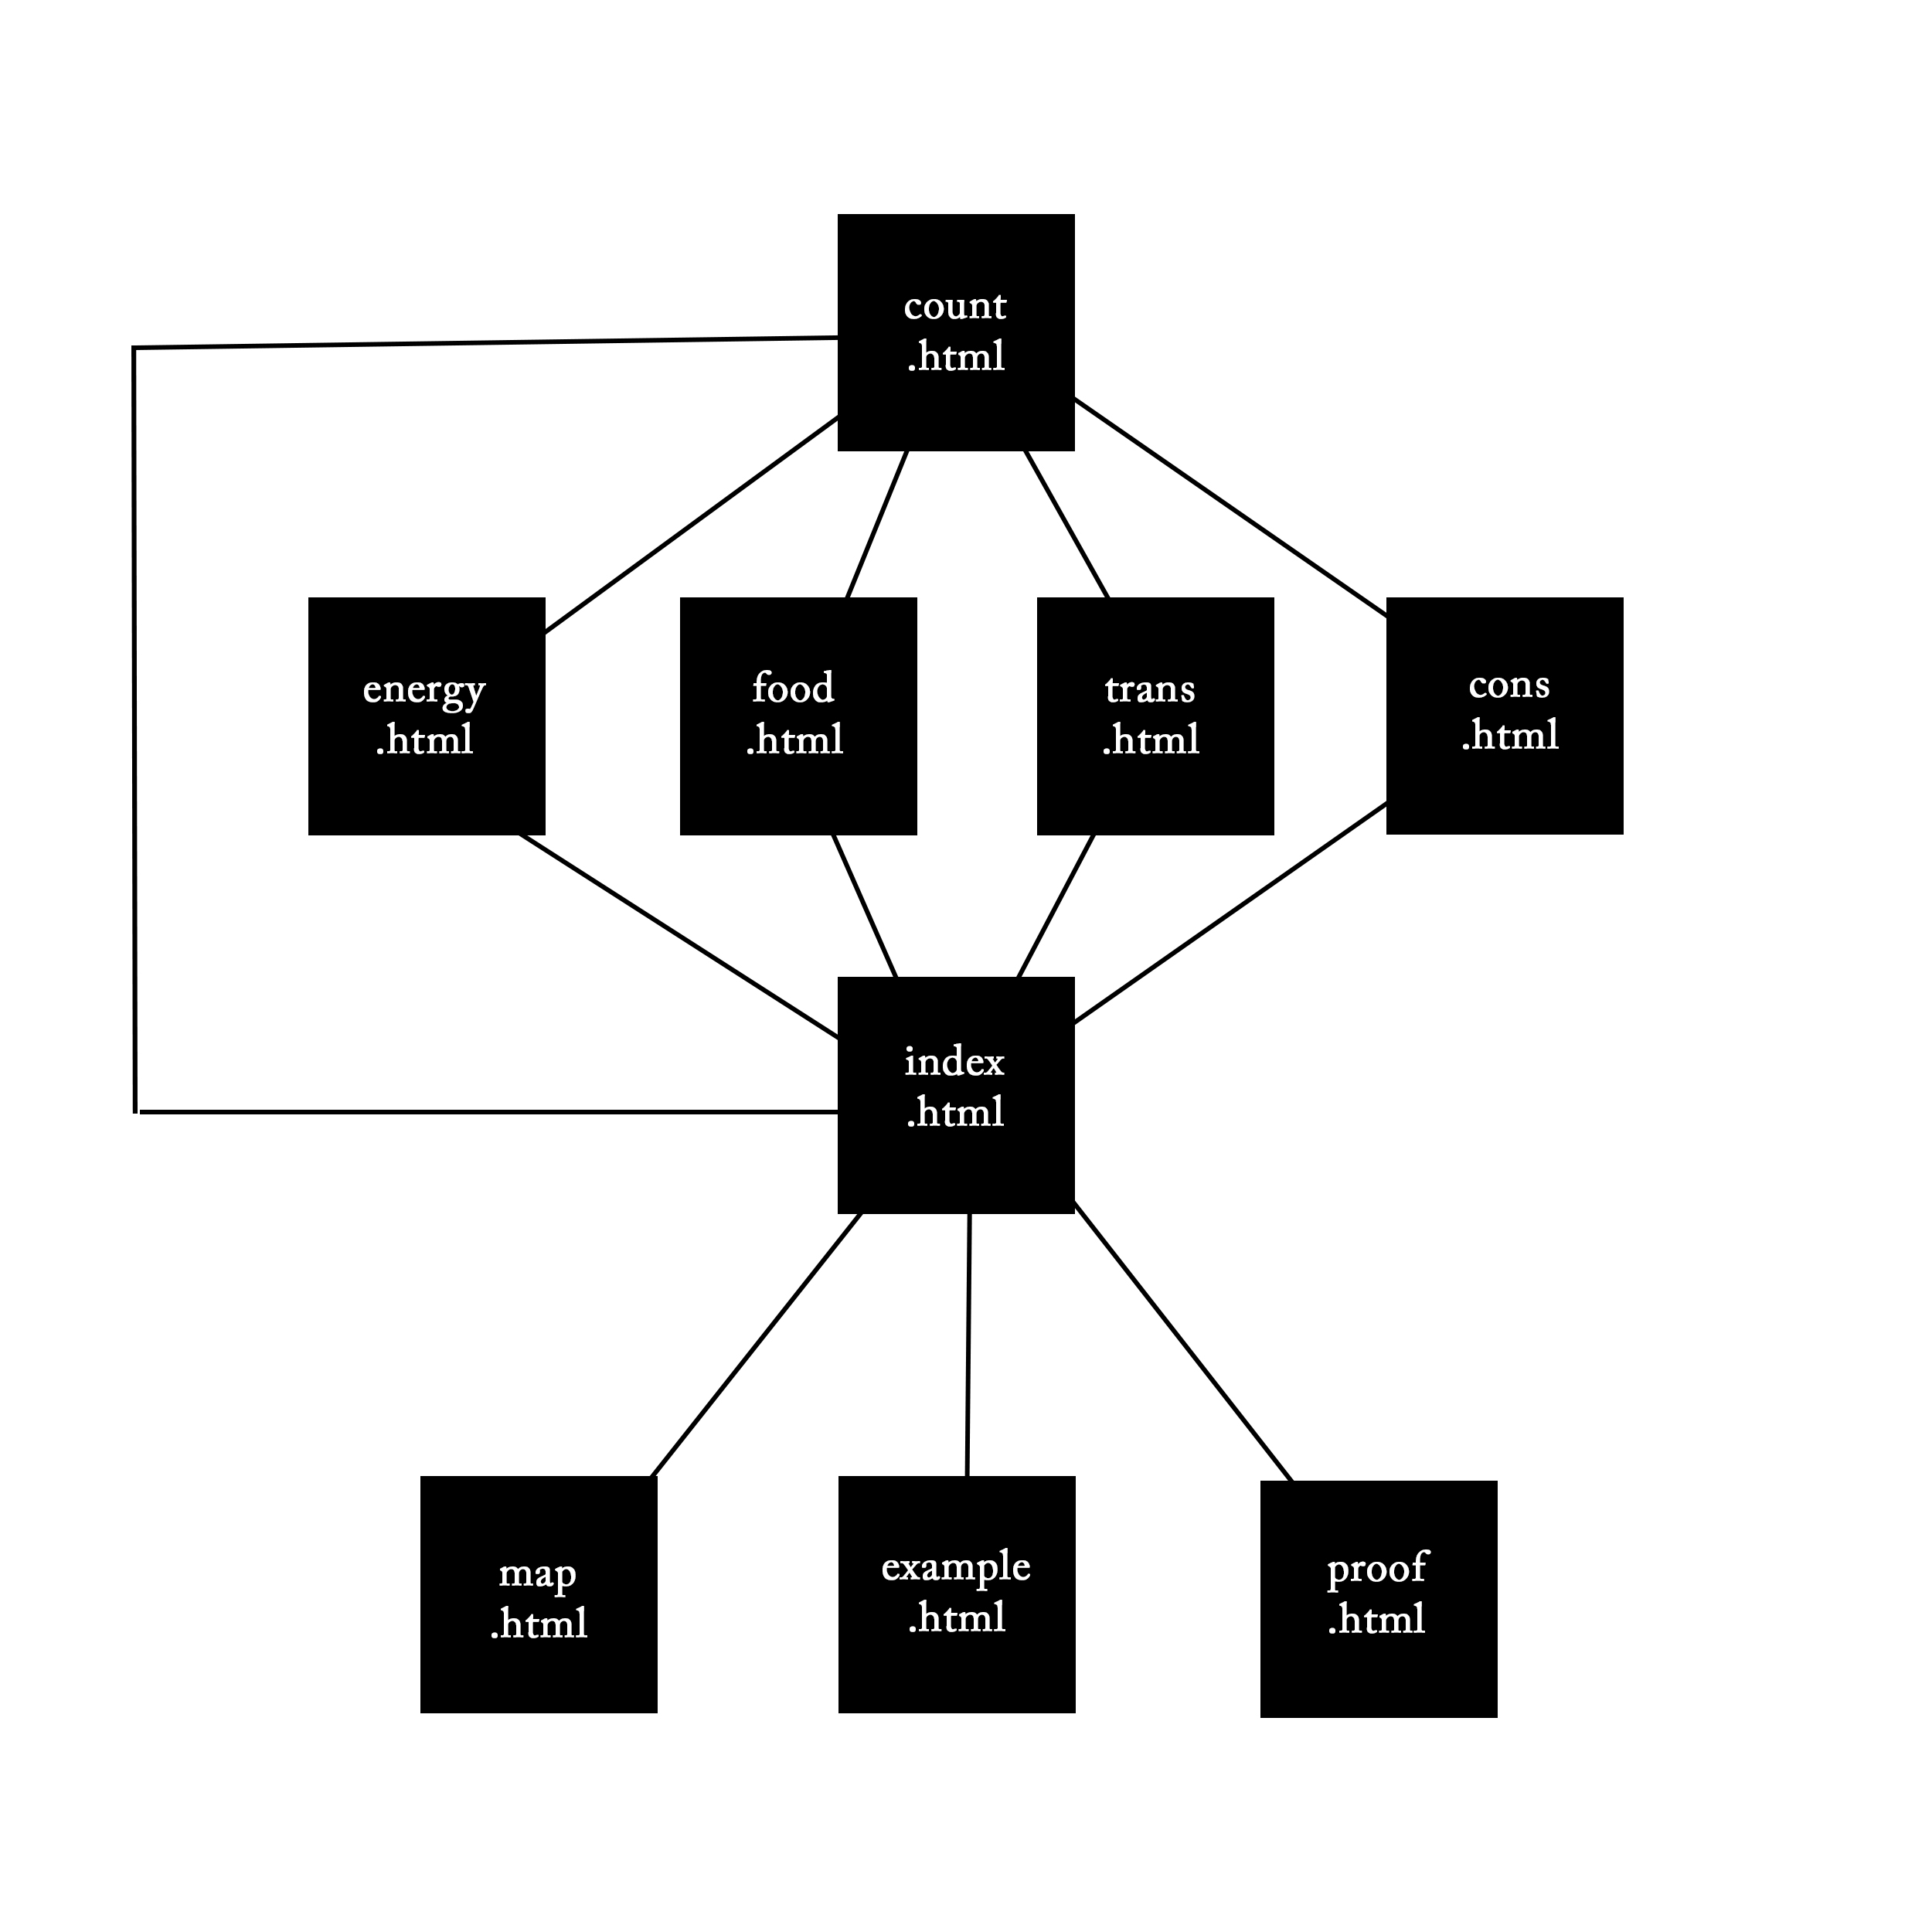 count
.html
energy
.html
food
.html
trans
.html
cons
.html
index
.html
map
.html
example
.html
proof
.html